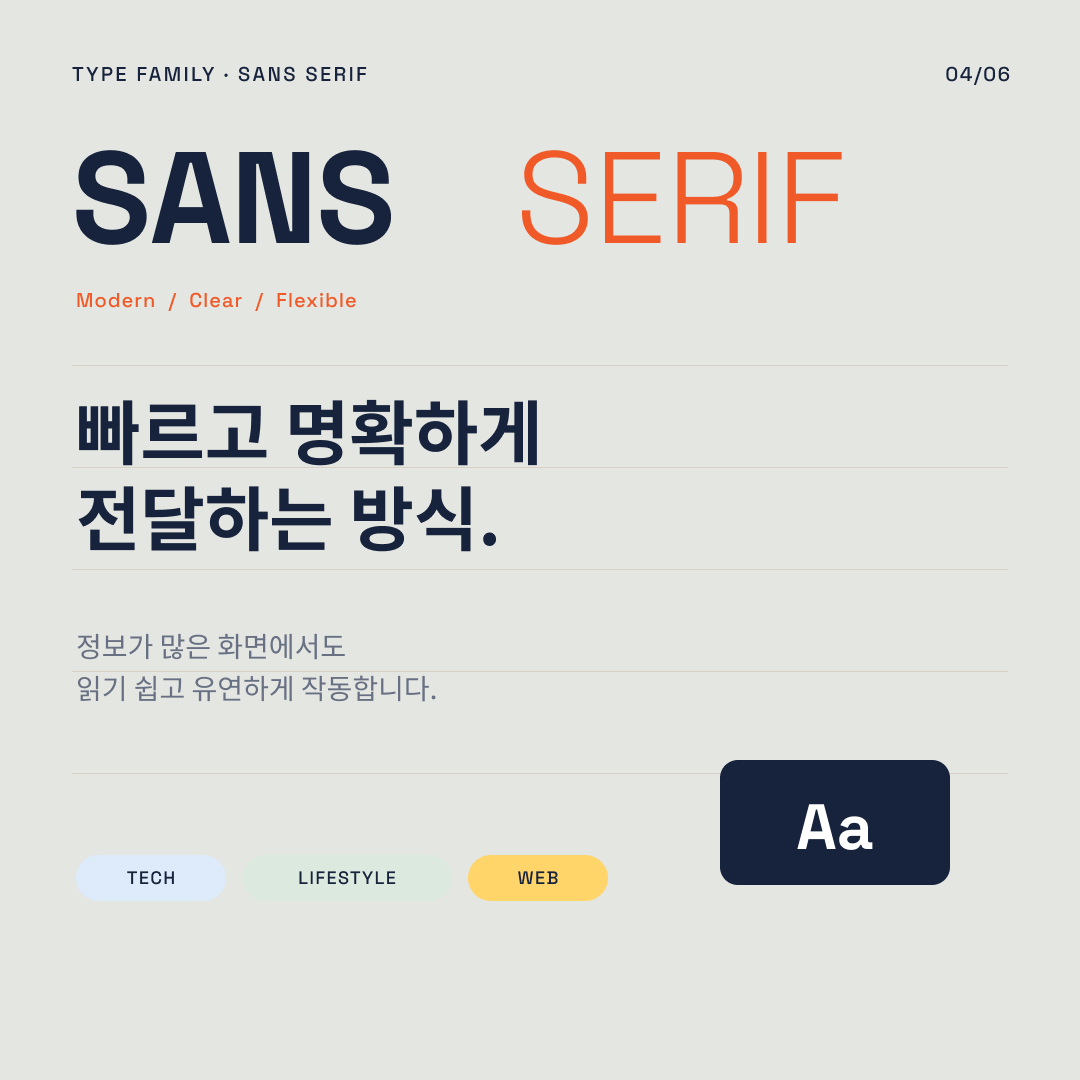 TYPE FAMILY · SANS SERIF
04/06
SANS SERIF
Modern / Clear / Flexible
빠르고 명확하게
전달하는 방식.
정보가 많은 화면에서도
읽기 쉽고 유연하게 작동합니다.
Aa
TECH
LIFESTYLE
WEB